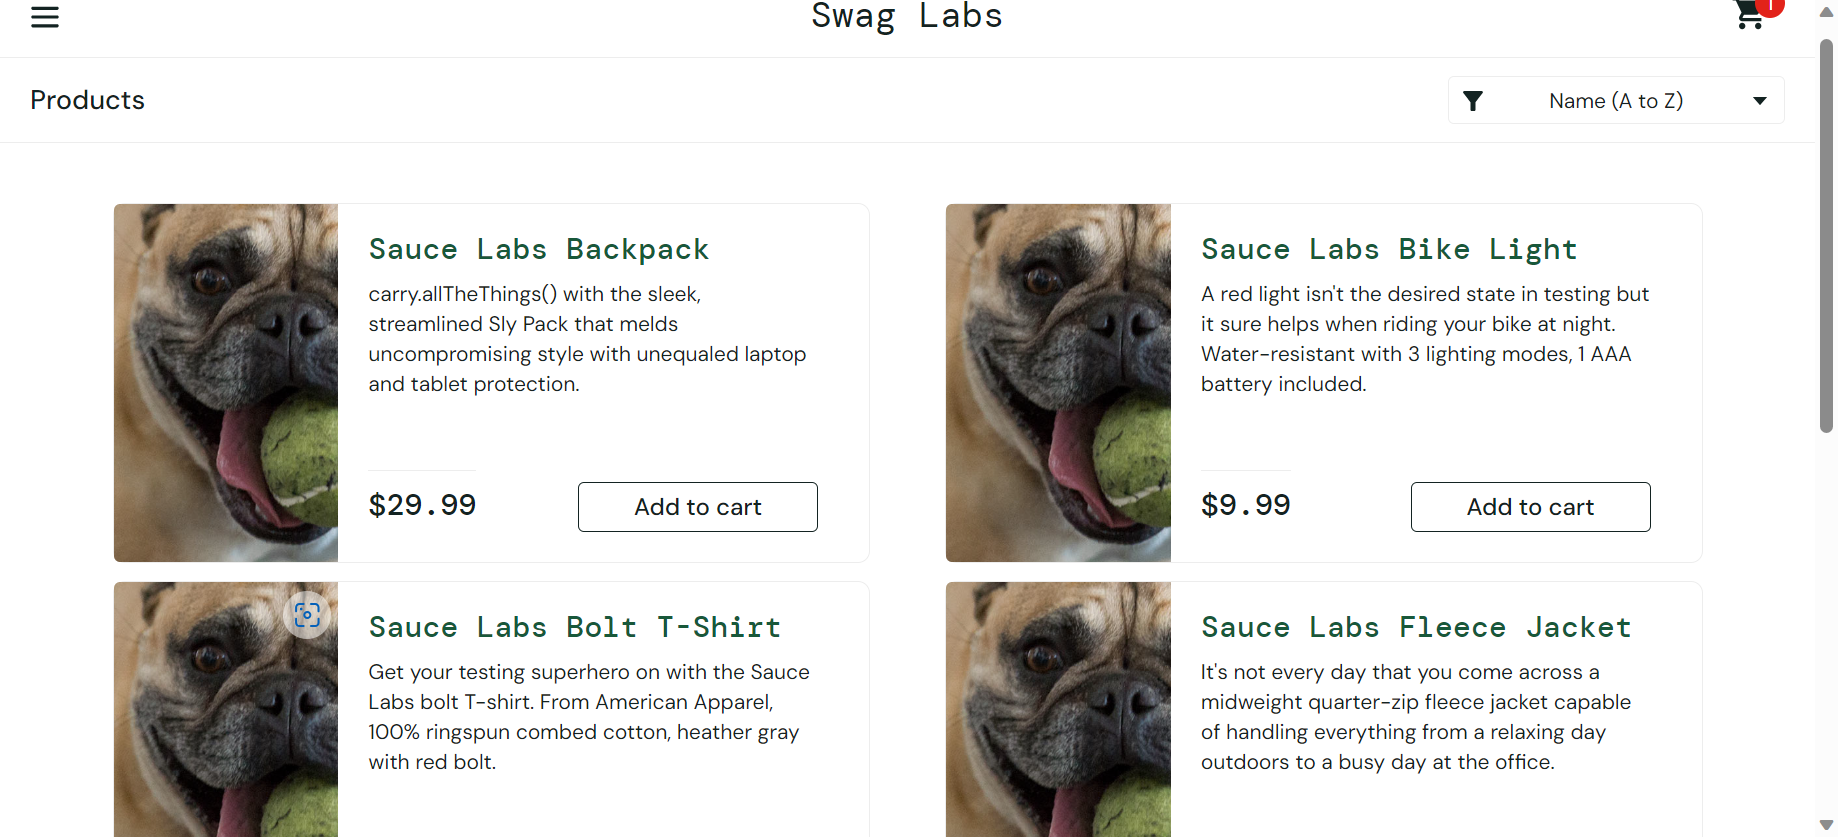 Swag Labs
1
Products
Name (A to Z)
Sauce Labs Backpack
carry.allTheThings() with the sleek,
streamlined Sly Pack that melds
uncompromising style with unequaled laptop
and tablet protection.
$29.99
Add to cart
Sauce Labs Bike Light
A red light isn't the desired state in testing but
it sure helps when riding your bike at night.
Water-resistant with 3 lighting modes, 1 AAA
battery included.
$9.99
Add to cart
Sauce Labs Bolt T-Shirt
Get your testing superhero on with the Sauce
Labs bolt T-shirt. From American Apparel,
100% ringspun combed cotton, heather gray
with red bolt.
Sauce Labs Fleece Jacket
It's not every day that you come across a
midweight quarter-zip fleece jacket capable
of handling everything from a relaxing day
outdoors to a busy day at the office.